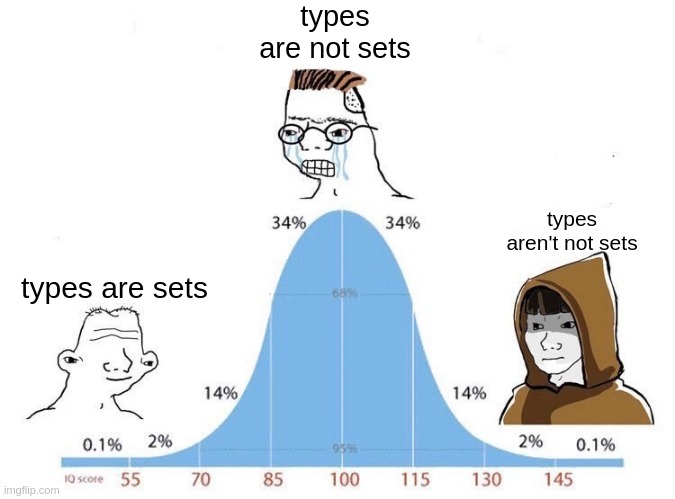 types
are not sets
34% 34%
types
aren't not sets
types are sets
68%
14% 14%
0.1% 2% 95% 2% 0.1%
IQ score 55 70 85 100 115 130 145
imgflip.com